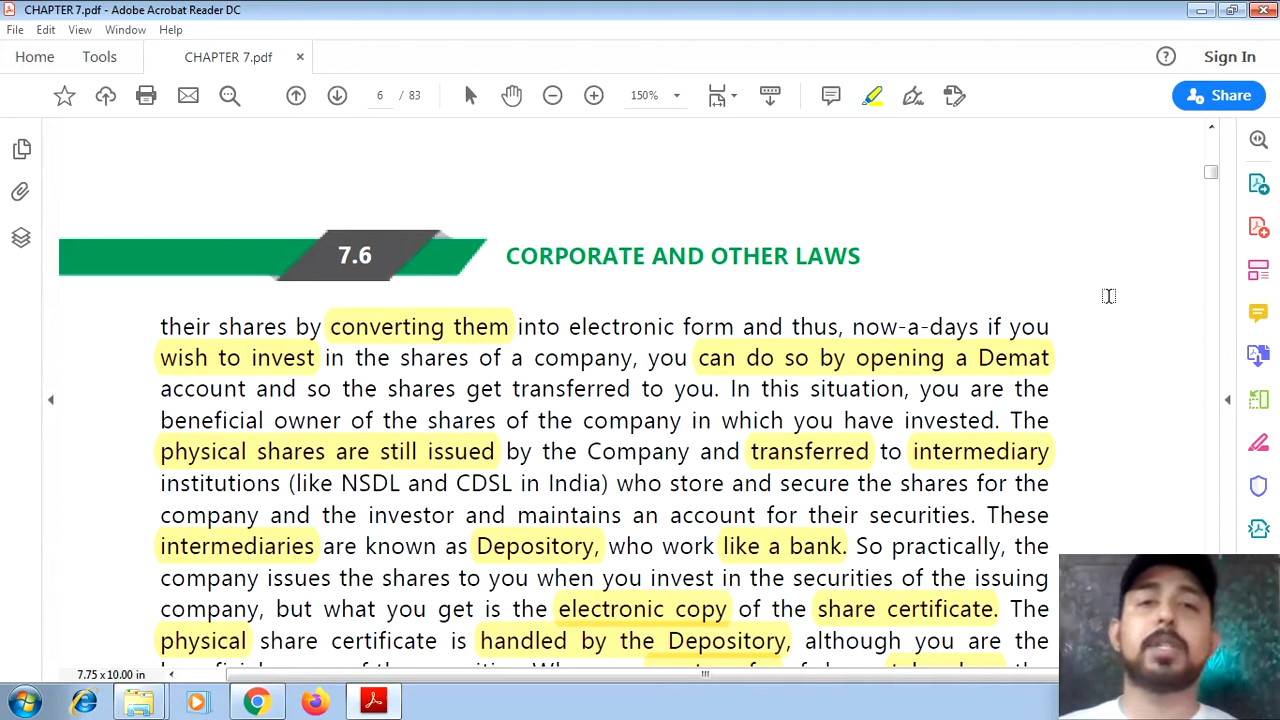 CHAPTER 7.pdf - Adobe Acrobat Reader DC
File Edit View Window Help
Home Tools CHAPTER 7.pdf × Sign In
6 / 83 150% Share
7.6 CORPORATE AND OTHER LAWS
their shares by converting them into electronic form and thus, now-a-days if you
wish to invest in the shares of a company, you can do so by opening a Demat
account and so the shares get transferred to you. In this situation, you are the
beneficial owner of the shares of the company in which you have invested. The
physical shares are still issued by the Company and transferred to intermediary
institutions (like NSDL and CDSL in India) who store and secure the shares for the
company and the investor and maintains an account for their securities. These
intermediaries are known as Depository, who work like a bank. So practically, the
company issues the shares to you when you invest in the securities of the issuing
company, but what you get is the electronic copy of the share certificate. The
physical share certificate is handled by the Depository, although you are the
7.75 x 10.00 in